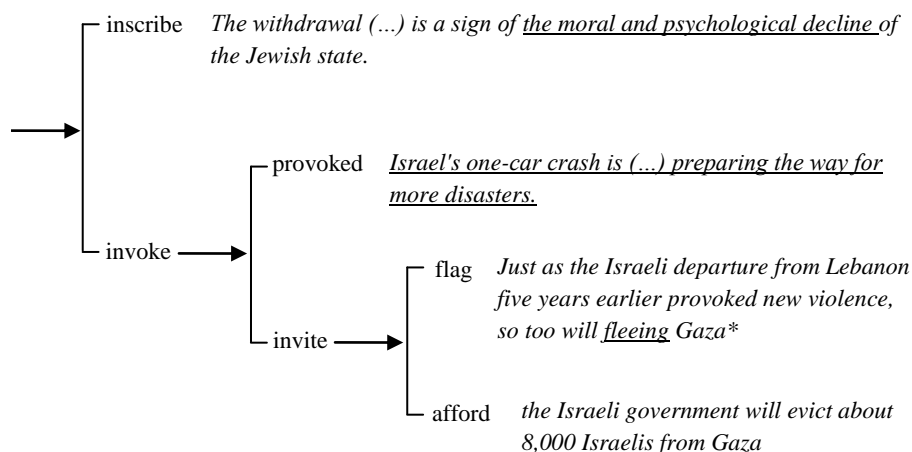 inscribe The withdrawal (…) is a sign of the moral and psychological decline of
the Jewish state.
provoked Israel's one-car crash is (…) preparing the way for
more disasters.
invoke
flag Just as the Israeli departure from Lebanon
five years earlier provoked new violence,
so too will fleeing Gaza*
invite
afford the Israeli government will evict about
8,000 Israelis from Gaza